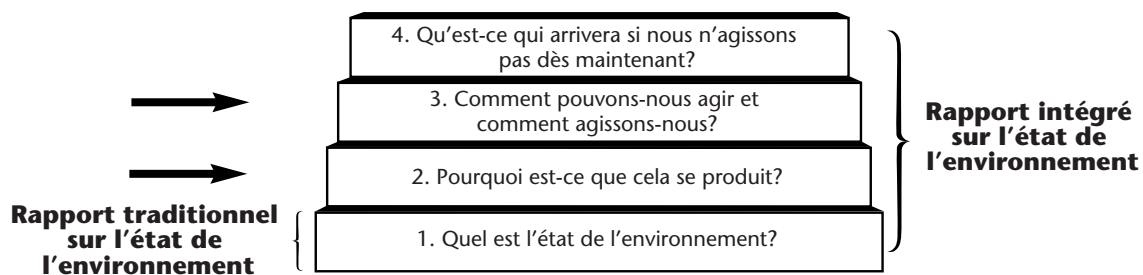 4. Qu’est-ce qui arrivera si nous n’agissons
pas dès maintenant?
3. Comment pouvons-nous agir et
comment agissons-nous?
2. Pourquoi est-ce que cela se produit?
1. Quel est l’état de l’environnement?
Rapport traditionnel
sur l’état de
l’environnement
Rapport intégré
sur l’état de
l’environnement